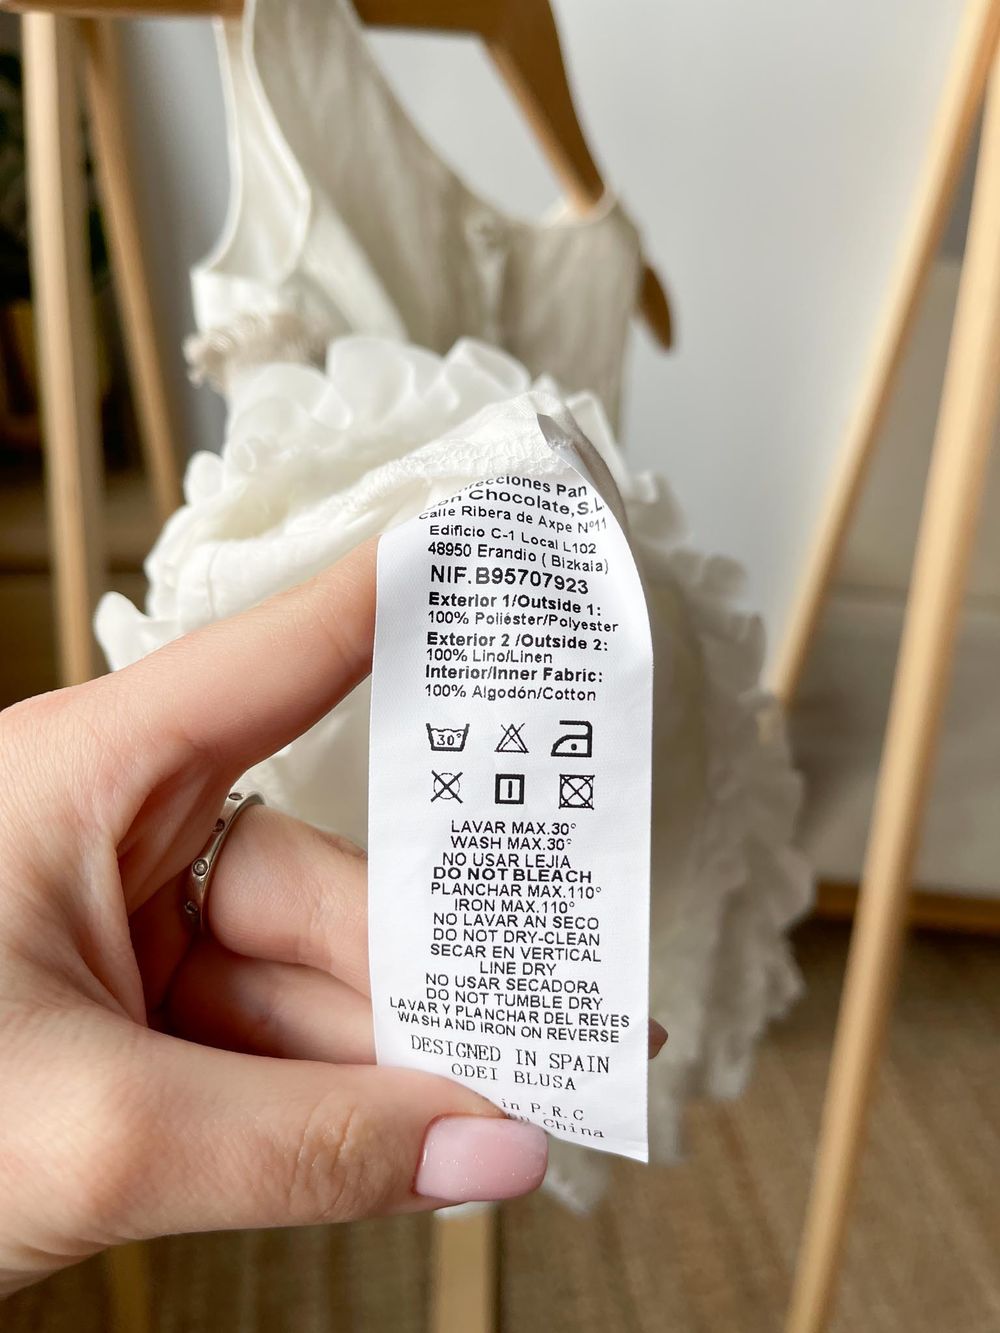 Pan
Chocolate, S.L
Calle Ribera de Axpe Nº11
Edificio C-1 Local L102
48950 Erandio ( Bizkaia)
NIF.B95707923
Exterior 1/Outside 1:
100% Poliéster/Polyester
Exterior 2 /Outside 2:
100% Lino/Linen
Interior/Inner Fabric:
100% Algodón/Cotton
30°
LAVAR MAX.30°
WASH MAX.30°
NO USAR LEJIA
DO NOT BLEACH
PLANCHAR MAX.110°
IRON MAX.110°
NO LAVAR AN SECO
DO NOT DRY-CLEAN
SECAR EN VERTICAL
LINE DRY
NO USAR SECADORA
DO NOT TUMBLE DRY
LAVAR Y PLANCHAR DEL REVES
WASH AND IRON ON REVERSE
DESIGNED IN SPAIN
ODEI BLUSA
in P.R.C
China